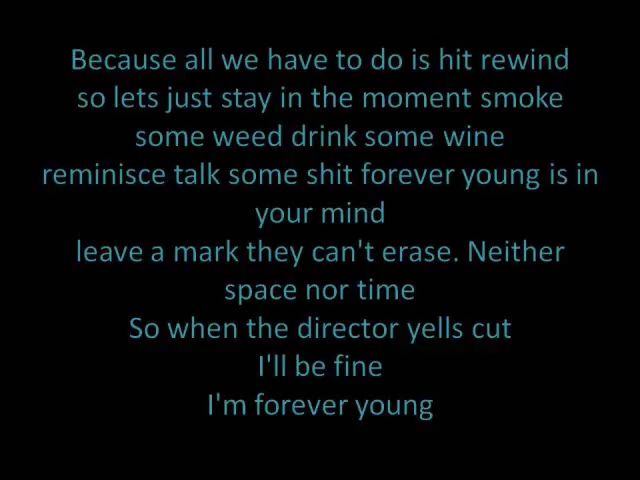 Because all we have to do is hit rewind
so lets just stay in the moment smoke
some weed drink some wine
reminisce talk some shit forever young is in
your mind
leave a mark they can't erase. Neither
space nor time
So when the director yells cut
I'll be fine
I'm forever young